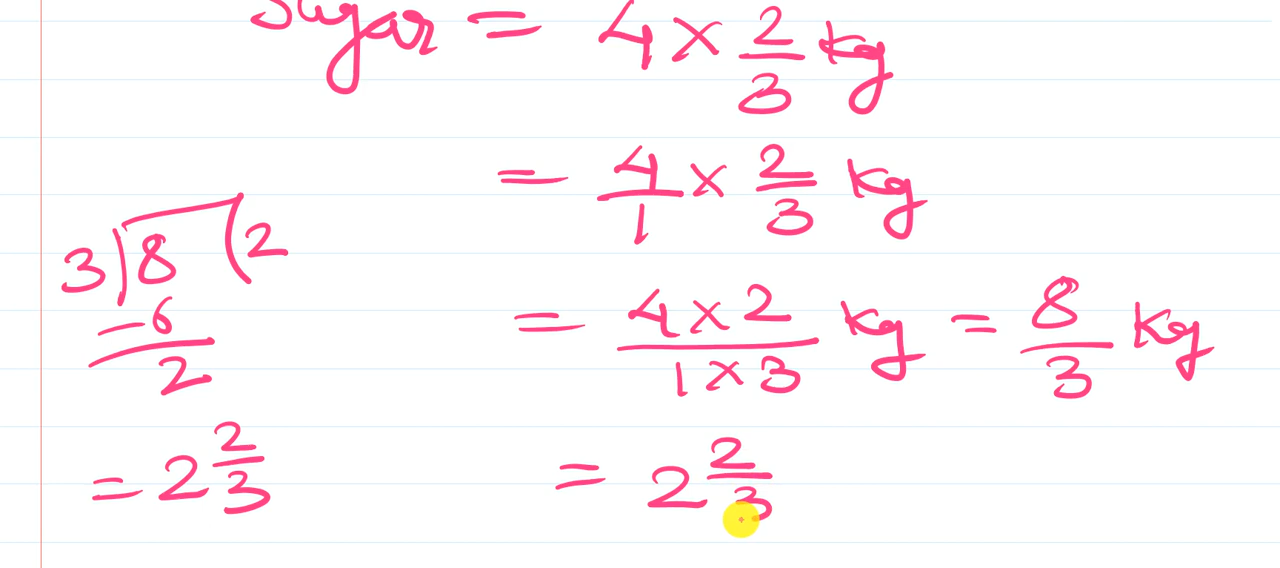 Sugar = 4 × 2/3 kg
= 4/1 × 2/3 kg
= (4 × 2)/(1 × 3) kg = 8/3 kg
= 2 2/3
3)8(2
−6
2
= 2 2/3